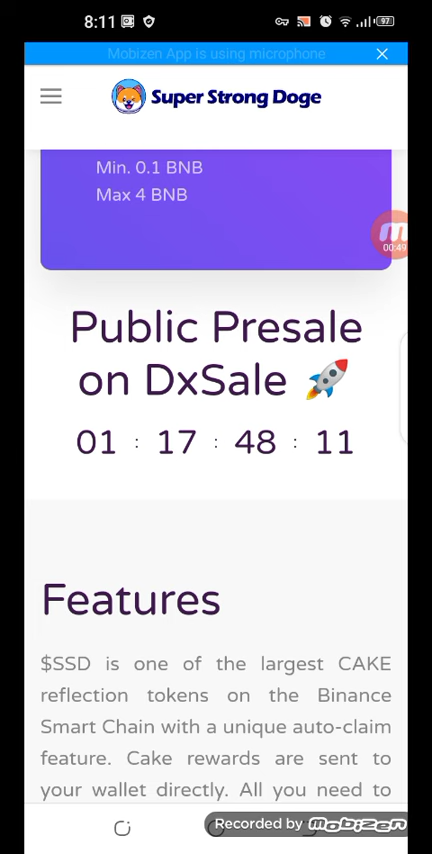 8:11
97
Mobizen App is using microphone
Super Strong Doge
Min. 0.1 BNB
Max 4 BNB
00:49
Public Presale
on DxSale 🚀
01 : 17 : 48 : 11
Features
$SSD is one of the largest CAKE
reflection tokens on the Binance
Smart Chain with a unique auto-claim
feature. Cake rewards are sent to
your wallet directly. All you need to
Recorded by mobizen